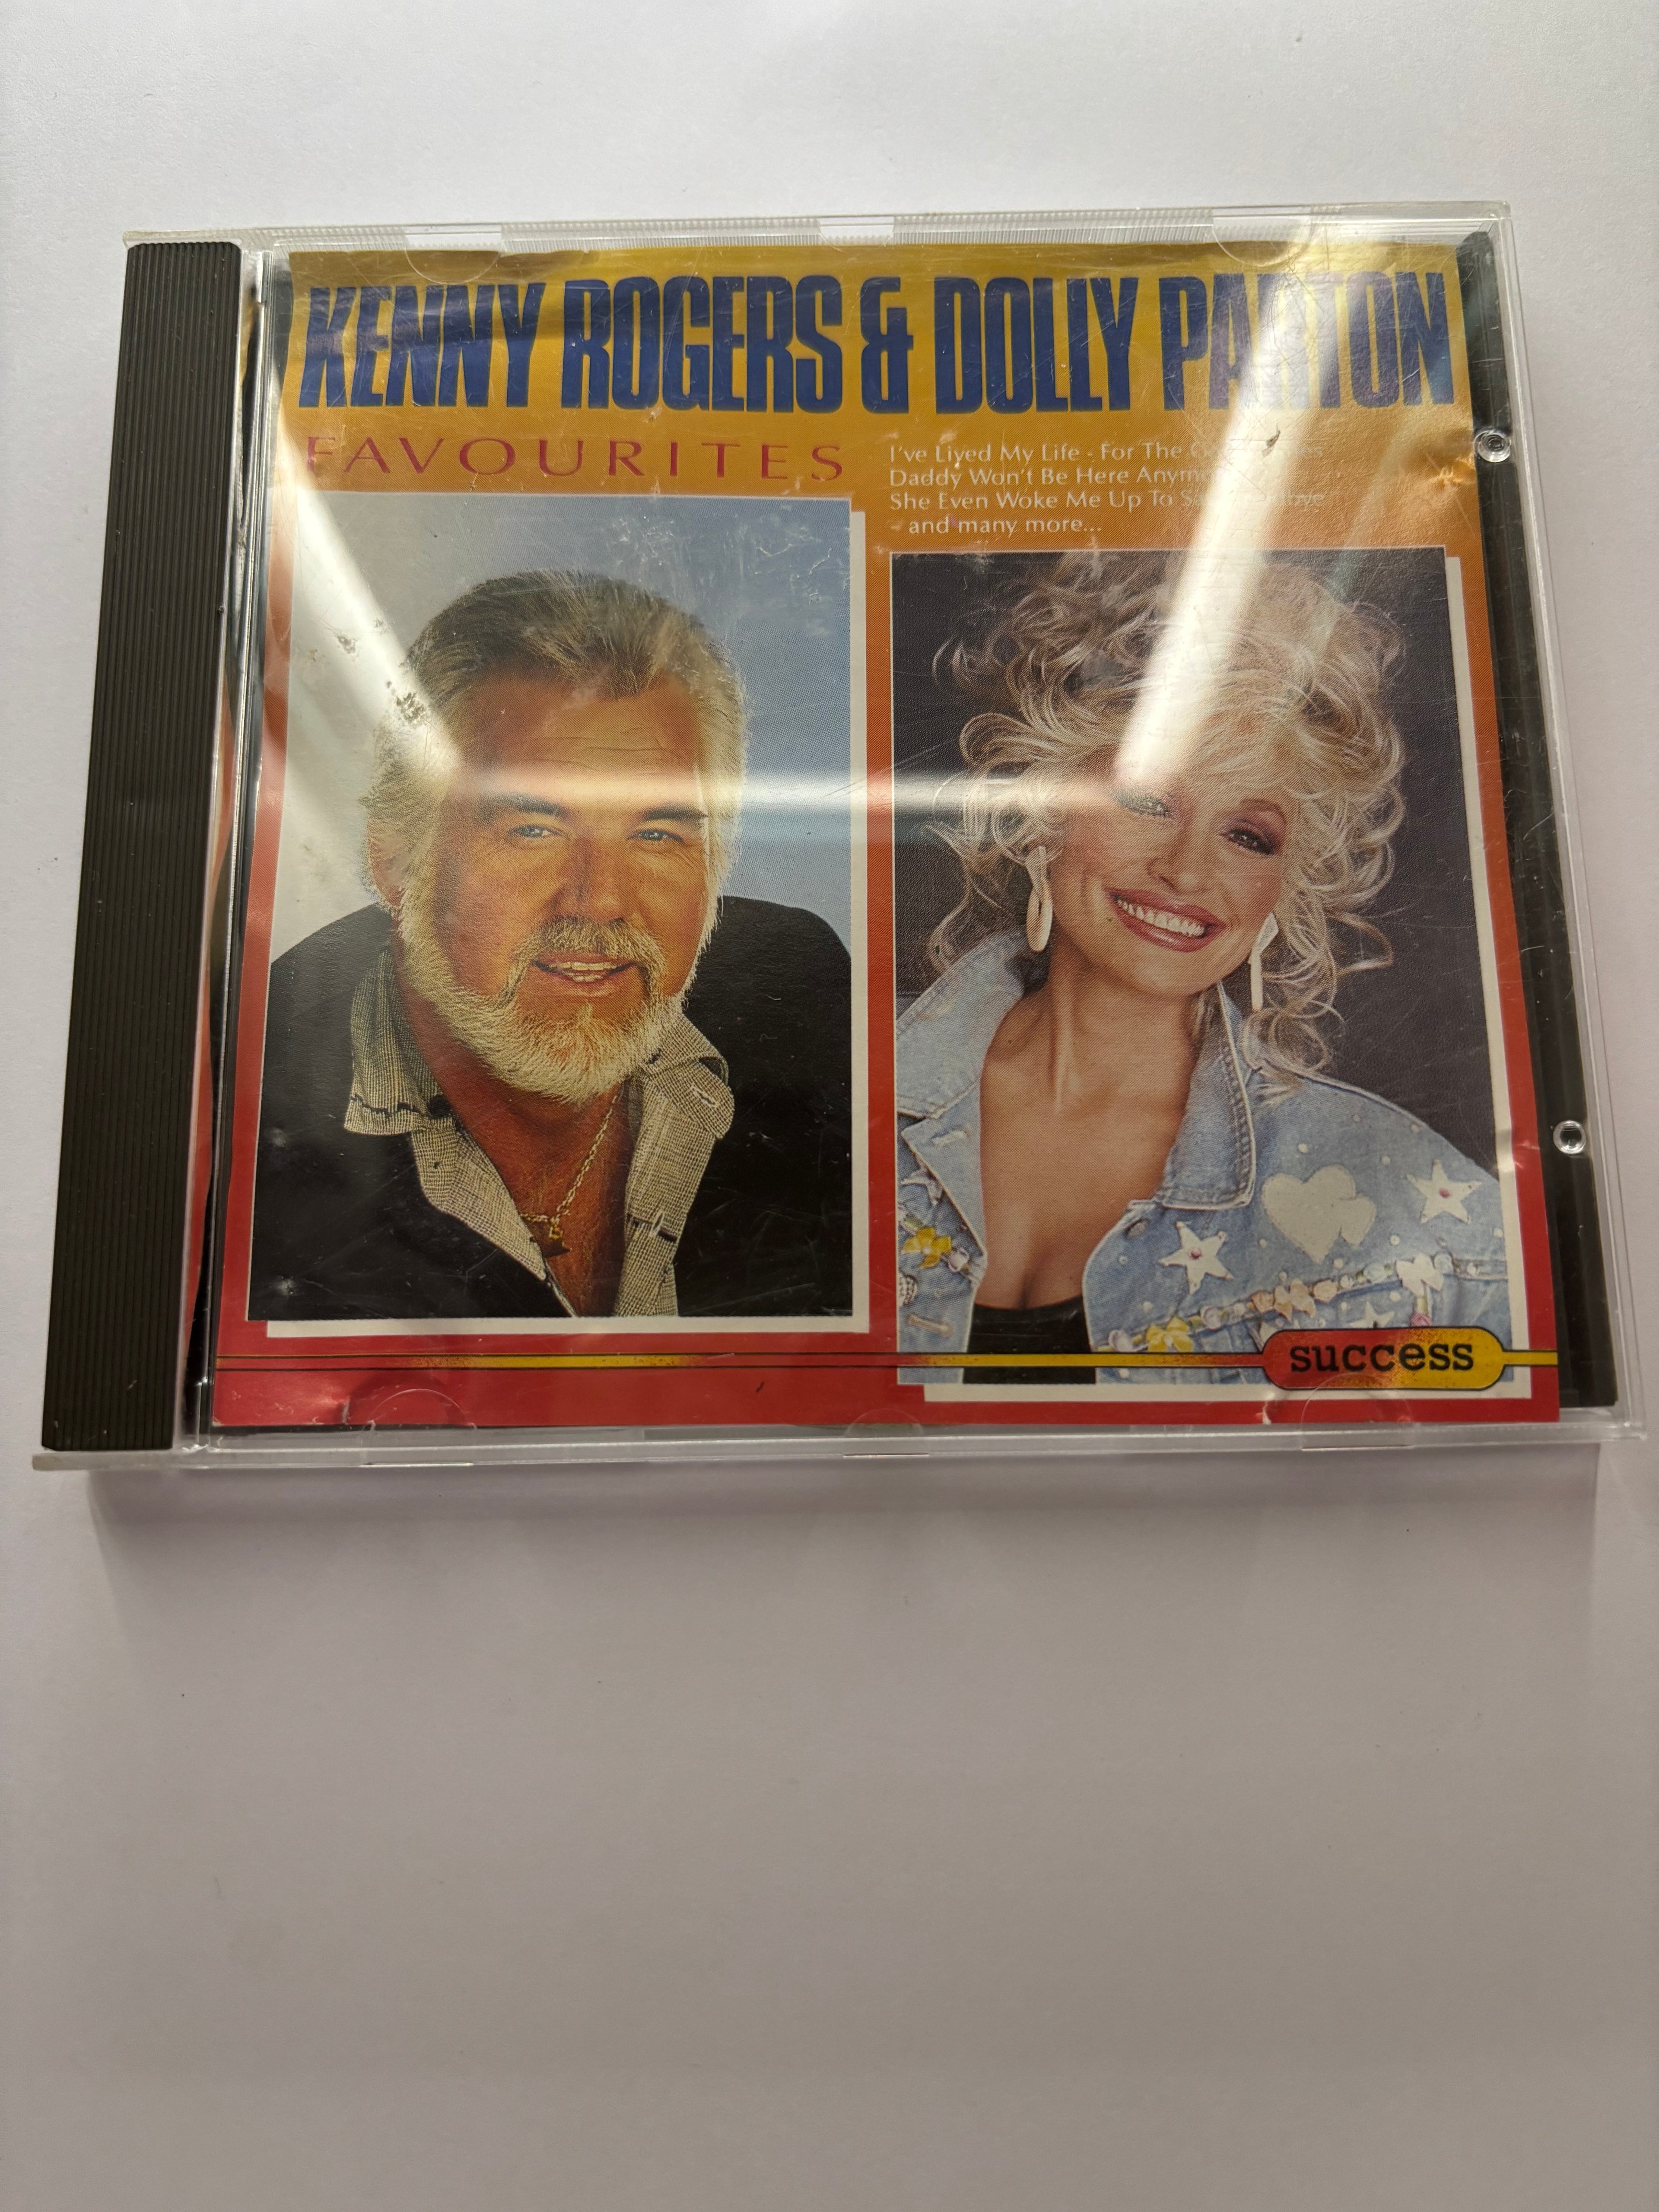 KENNY ROGERS & DOLLY PARTON
FAVOURITES
I've Lived My Life - For The
Daddy Won't Be Here
She Even Woke Me Up To
- and many more...
success